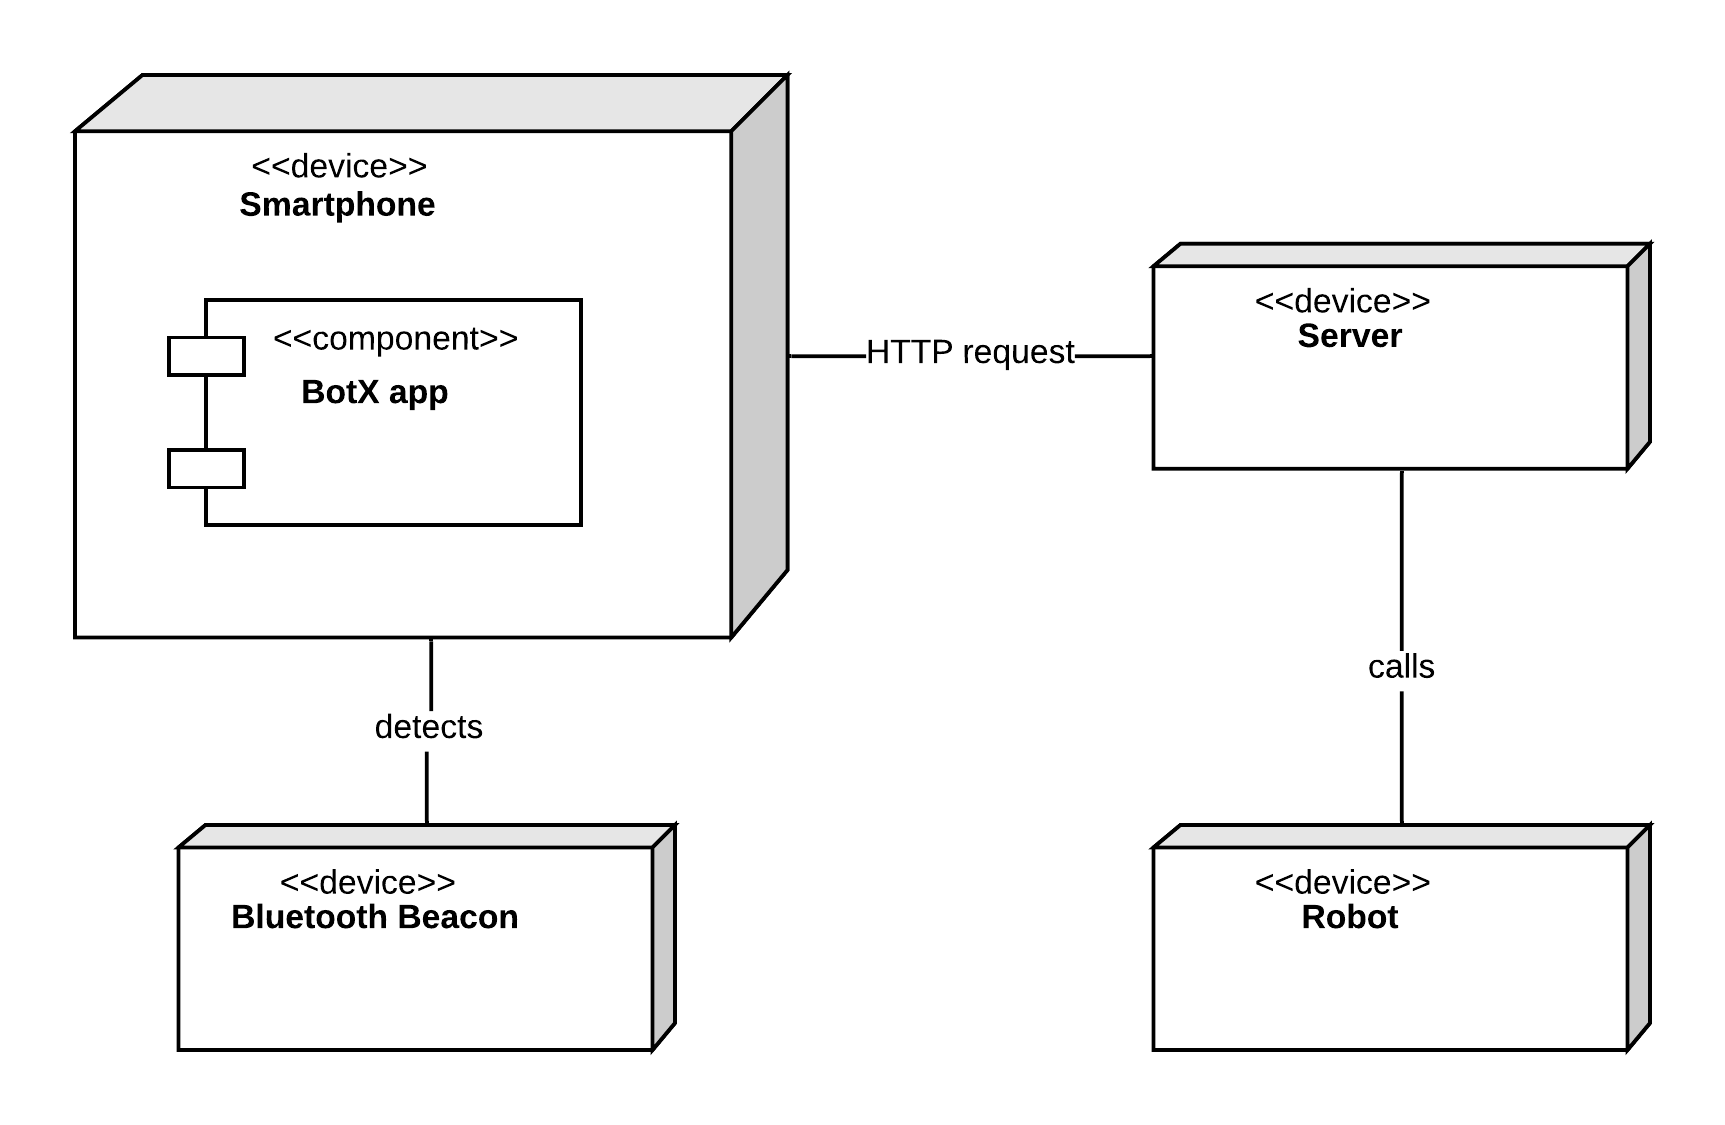 <<device>>
Smartphone
<<component>>
BotX app
HTTP request
<<device>>
Server
detects
calls
<<device>>
Bluetooth Beacon
<<device>>
Robot